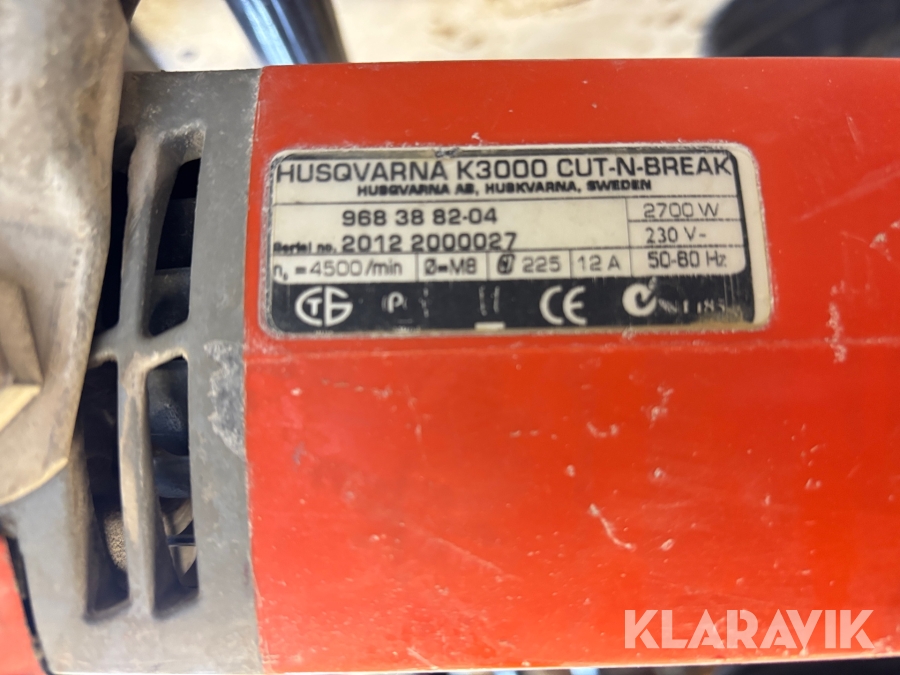 HUSQVARNA K3000 CUT-N-BREAK
HUSQVARNA AB, HUSKVARNA, SWEDEN
968 38 82-04
2700 W
Serial no. 2012 2000027
230 V~
n₀ = 4500/min Ø=M8 225 12 A 50-60 Hz
CE
KLARAVIK